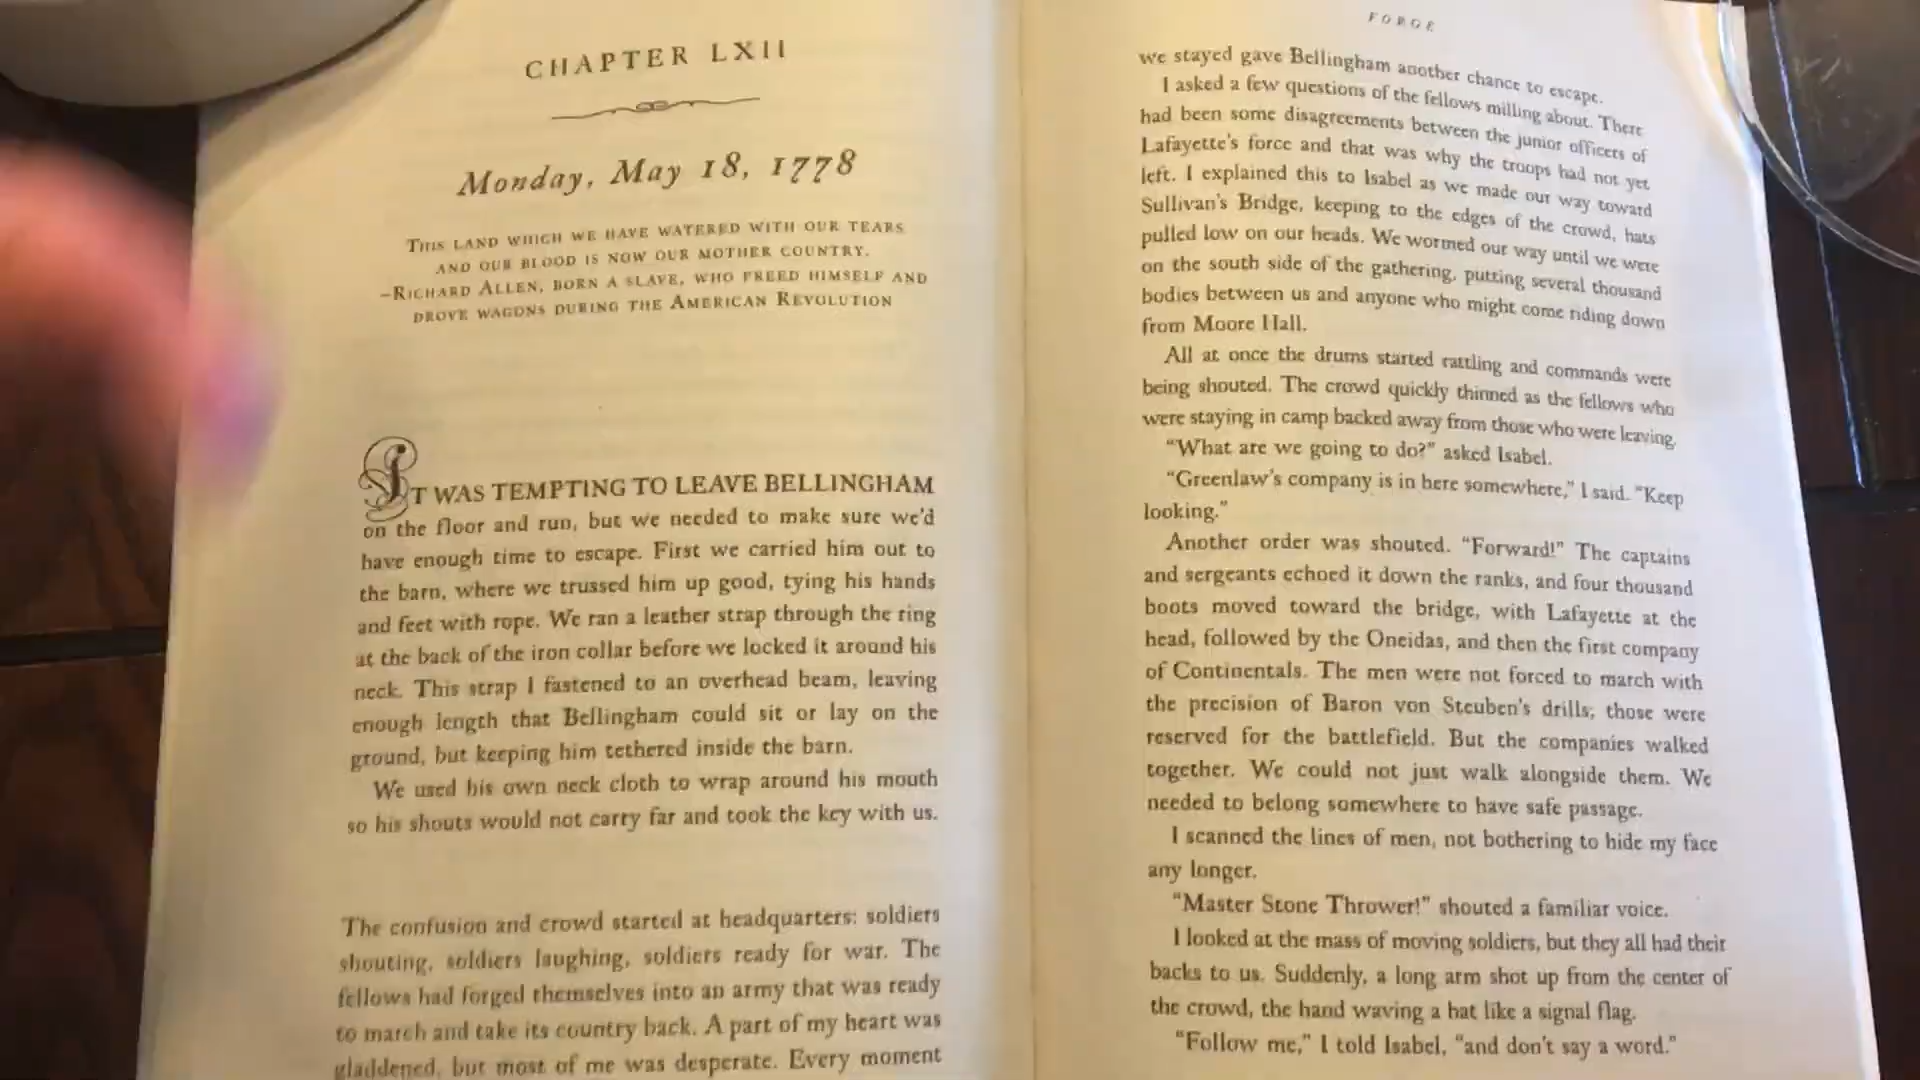 CHAPTER LXII
Monday, May 18, 1778
THIS LAND WHICH WE HAVE WATERED WITH OUR TEARS
AND OUR BLOOD IS NOW OUR MOTHER COUNTRY.
–RICHARD ALLEN, BORN A SLAVE, WHO FREED HIMSELF AND
DROVE WAGONS DURING THE AMERICAN REVOLUTION
IT WAS TEMPTING TO LEAVE BELLINGHAM
on the floor and run, but we needed to make sure we'd
have enough time to escape. First we carried him out to
the barn, where we trussed him up good, tying his hands
and feet with rope. We ran a leather strap through the ring
at the back of the iron collar before we locked it around his
neck. This strap I fastened to an overhead beam, leaving
enough length that Bellingham could sit or lay on the
ground, but keeping him tethered inside the barn.
We used his own neck cloth to wrap around his mouth
so his shouts would not carry far and took the key with us.
The confusion and crowd started at headquarters: soldiers
shouting, soldiers laughing, soldiers ready for war. The
fellows had forged themselves into an army that was ready
to march and take its country back. A part of my heart was
gladdened, but most of me was desperate. Every moment
FORGE
we stayed gave Bellingham another chance to escape.
I asked a few questions of the fellows milling about. There
had been some disagreements between the junior officers of
Lafayette's force and that was why the troops had not yet
left. I explained this to Isabel as we made our way toward
Sullivan's Bridge, keeping to the edges of the crowd, hats
pulled low on our heads. We wormed our way until we were
on the south side of the gathering, putting several thousand
bodies between us and anyone who might come riding down
from Moore Hall.
All at once the drums started rattling and commands were
being shouted. The crowd quickly thinned as the fellows who
were staying in camp backed away from those who were leaving.
"What are we going to do?" asked Isabel.
"Greenlaw's company is in here somewhere," I said. "Keep
looking."
Another order was shouted. "Forward!" The captains
and sergeants echoed it down the ranks, and four thousand
boots moved toward the bridge, with Lafayette at the
head, followed by the Oneidas, and then the first company
of Continentals. The men were not forced to march with
the precision of Baron von Steuben's drills; those were
reserved for the battlefield. But the companies walked
together. We could not just walk alongside them. We
needed to belong somewhere to have safe passage.
I scanned the lines of men, not bothering to hide my face
any longer.
"Master Stone Thrower!" shouted a familiar voice.
I looked at the mass of moving soldiers, but they all had their
backs to us. Suddenly, a long arm shot up from the center of
the crowd, the hand waving a hat like a signal flag.
"Follow me," I told Isabel, "and don't say a word."